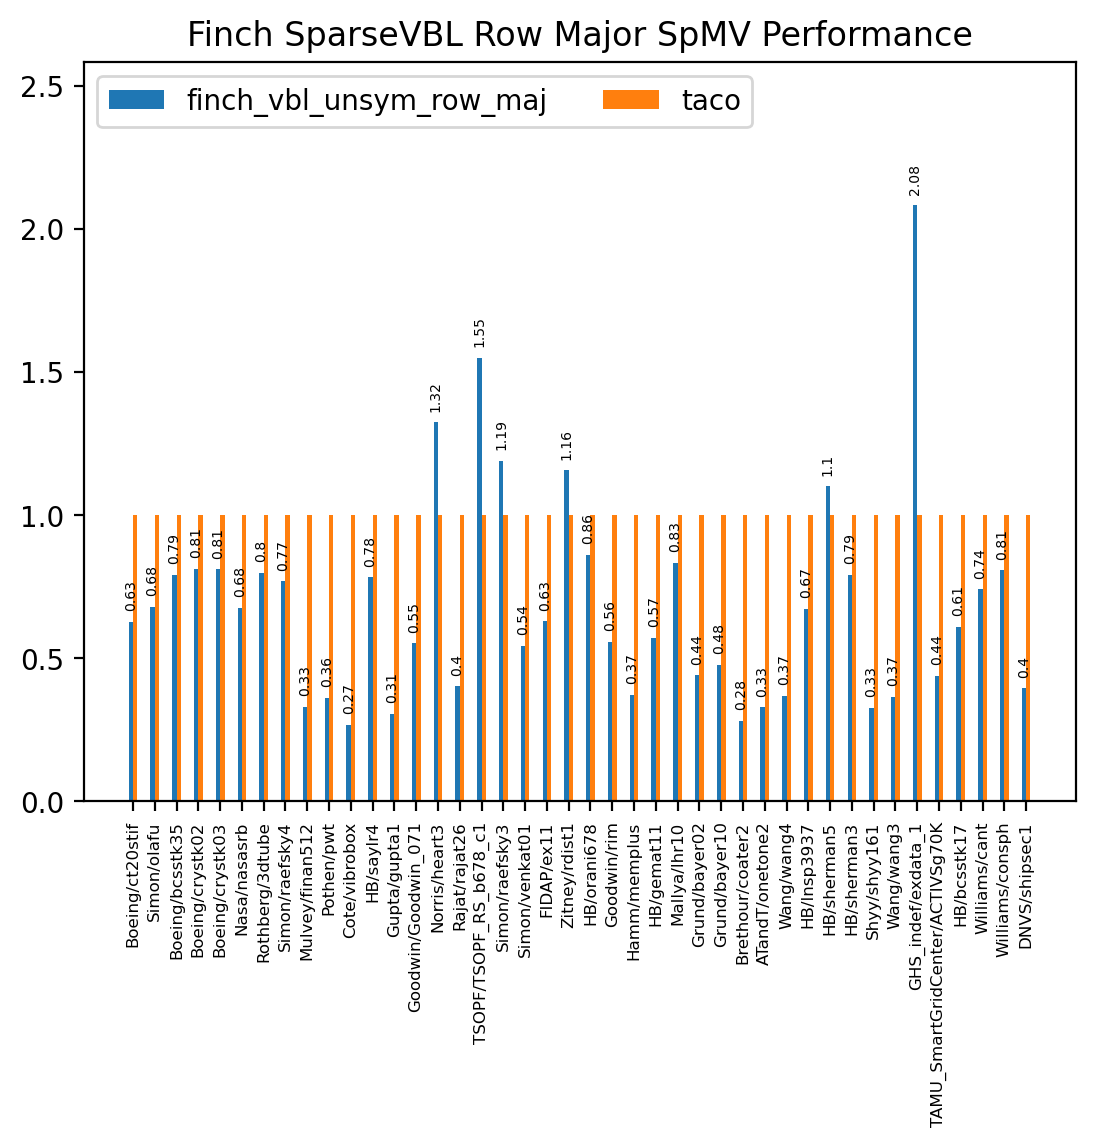 Finch SparseVBL Row Major SpMV Performance
finch_vbl_unsym_row_maj
taco
2.5
2.0
1.5
1.0
0.5
0.0
0.63
0.68
0.79
0.81
0.81
0.68
0.8
0.77
0.33
0.36
0.27
0.78
0.31
0.55
1.32
0.4
1.55
1.19
0.54
0.63
1.16
0.86
0.56
0.37
0.57
0.83
0.44
0.48
0.28
0.33
0.37
0.67
1.1
0.79
0.33
0.37
2.08
0.44
0.61
0.74
0.81
0.4
Boeing/ct20stif
Simon/olafu
Boeing/bcsstk35
Boeing/crystk02
Boeing/crystk03
Nasa/nasasrb
Rothberg/3dtube
Simon/raefsky4
Mulvey/finan512
Pothen/pwt
Cote/vibrobox
HB/saylr4
Gupta/gupta1
Goodwin/Goodwin_071
Norris/heart3
Rajat/rajat26
TSOPF/TSOPF_RS_b678_c1
Simon/raefsky3
Simon/venkat01
FIDAP/ex11
Zitney/rdist1
HB/orani678
Goodwin/rim
Hamm/memplus
HB/gemat11
Mallya/lhr10
Grund/bayer02
Grund/bayer10
Brethour/coater2
ATandT/onetone2
Wang/wang4
HB/lnsp3937
HB/sherman5
HB/sherman3
Shyy/shyy161
Wang/wang3
GHS_indef/exdata_1
TAMU_SmartGridCenter/ACTIVSg70K
HB/bcsstk17
Williams/cant
Williams/consph
DNVS/shipsec1